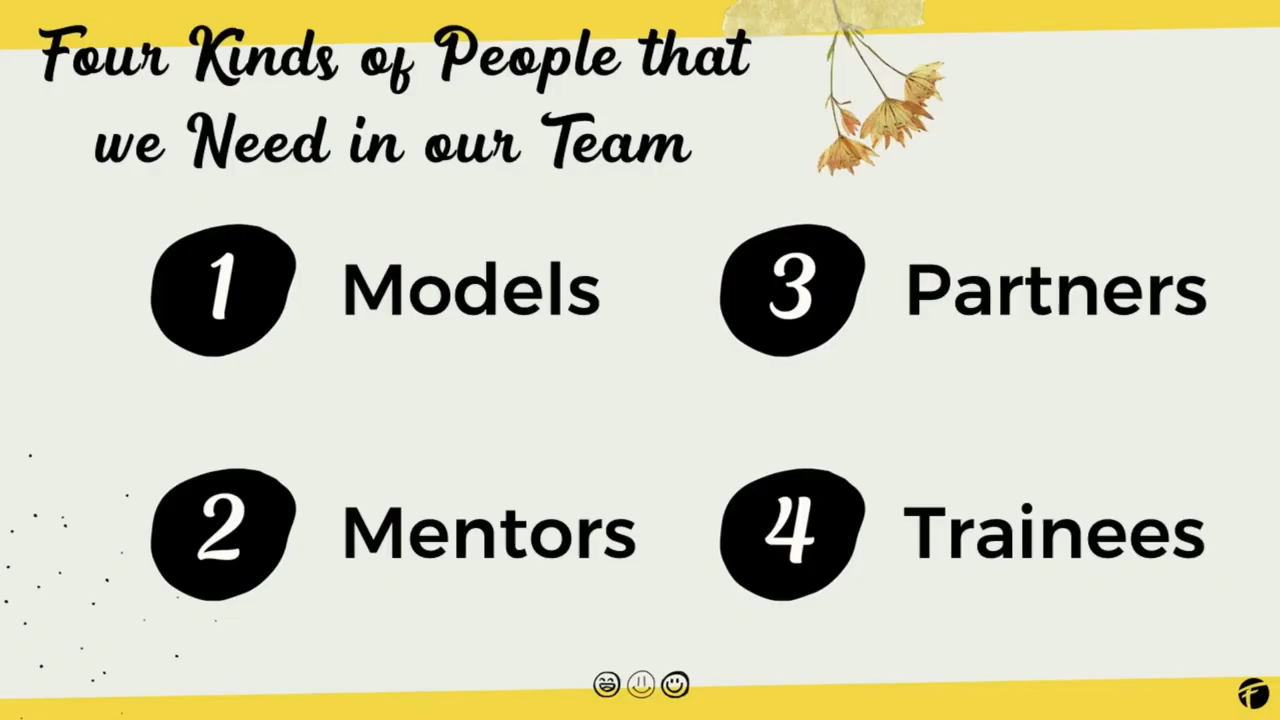 Four Kinds of People that
we Need in our Team
1 Models
2 Mentors
3 Partners
4 Trainees
F